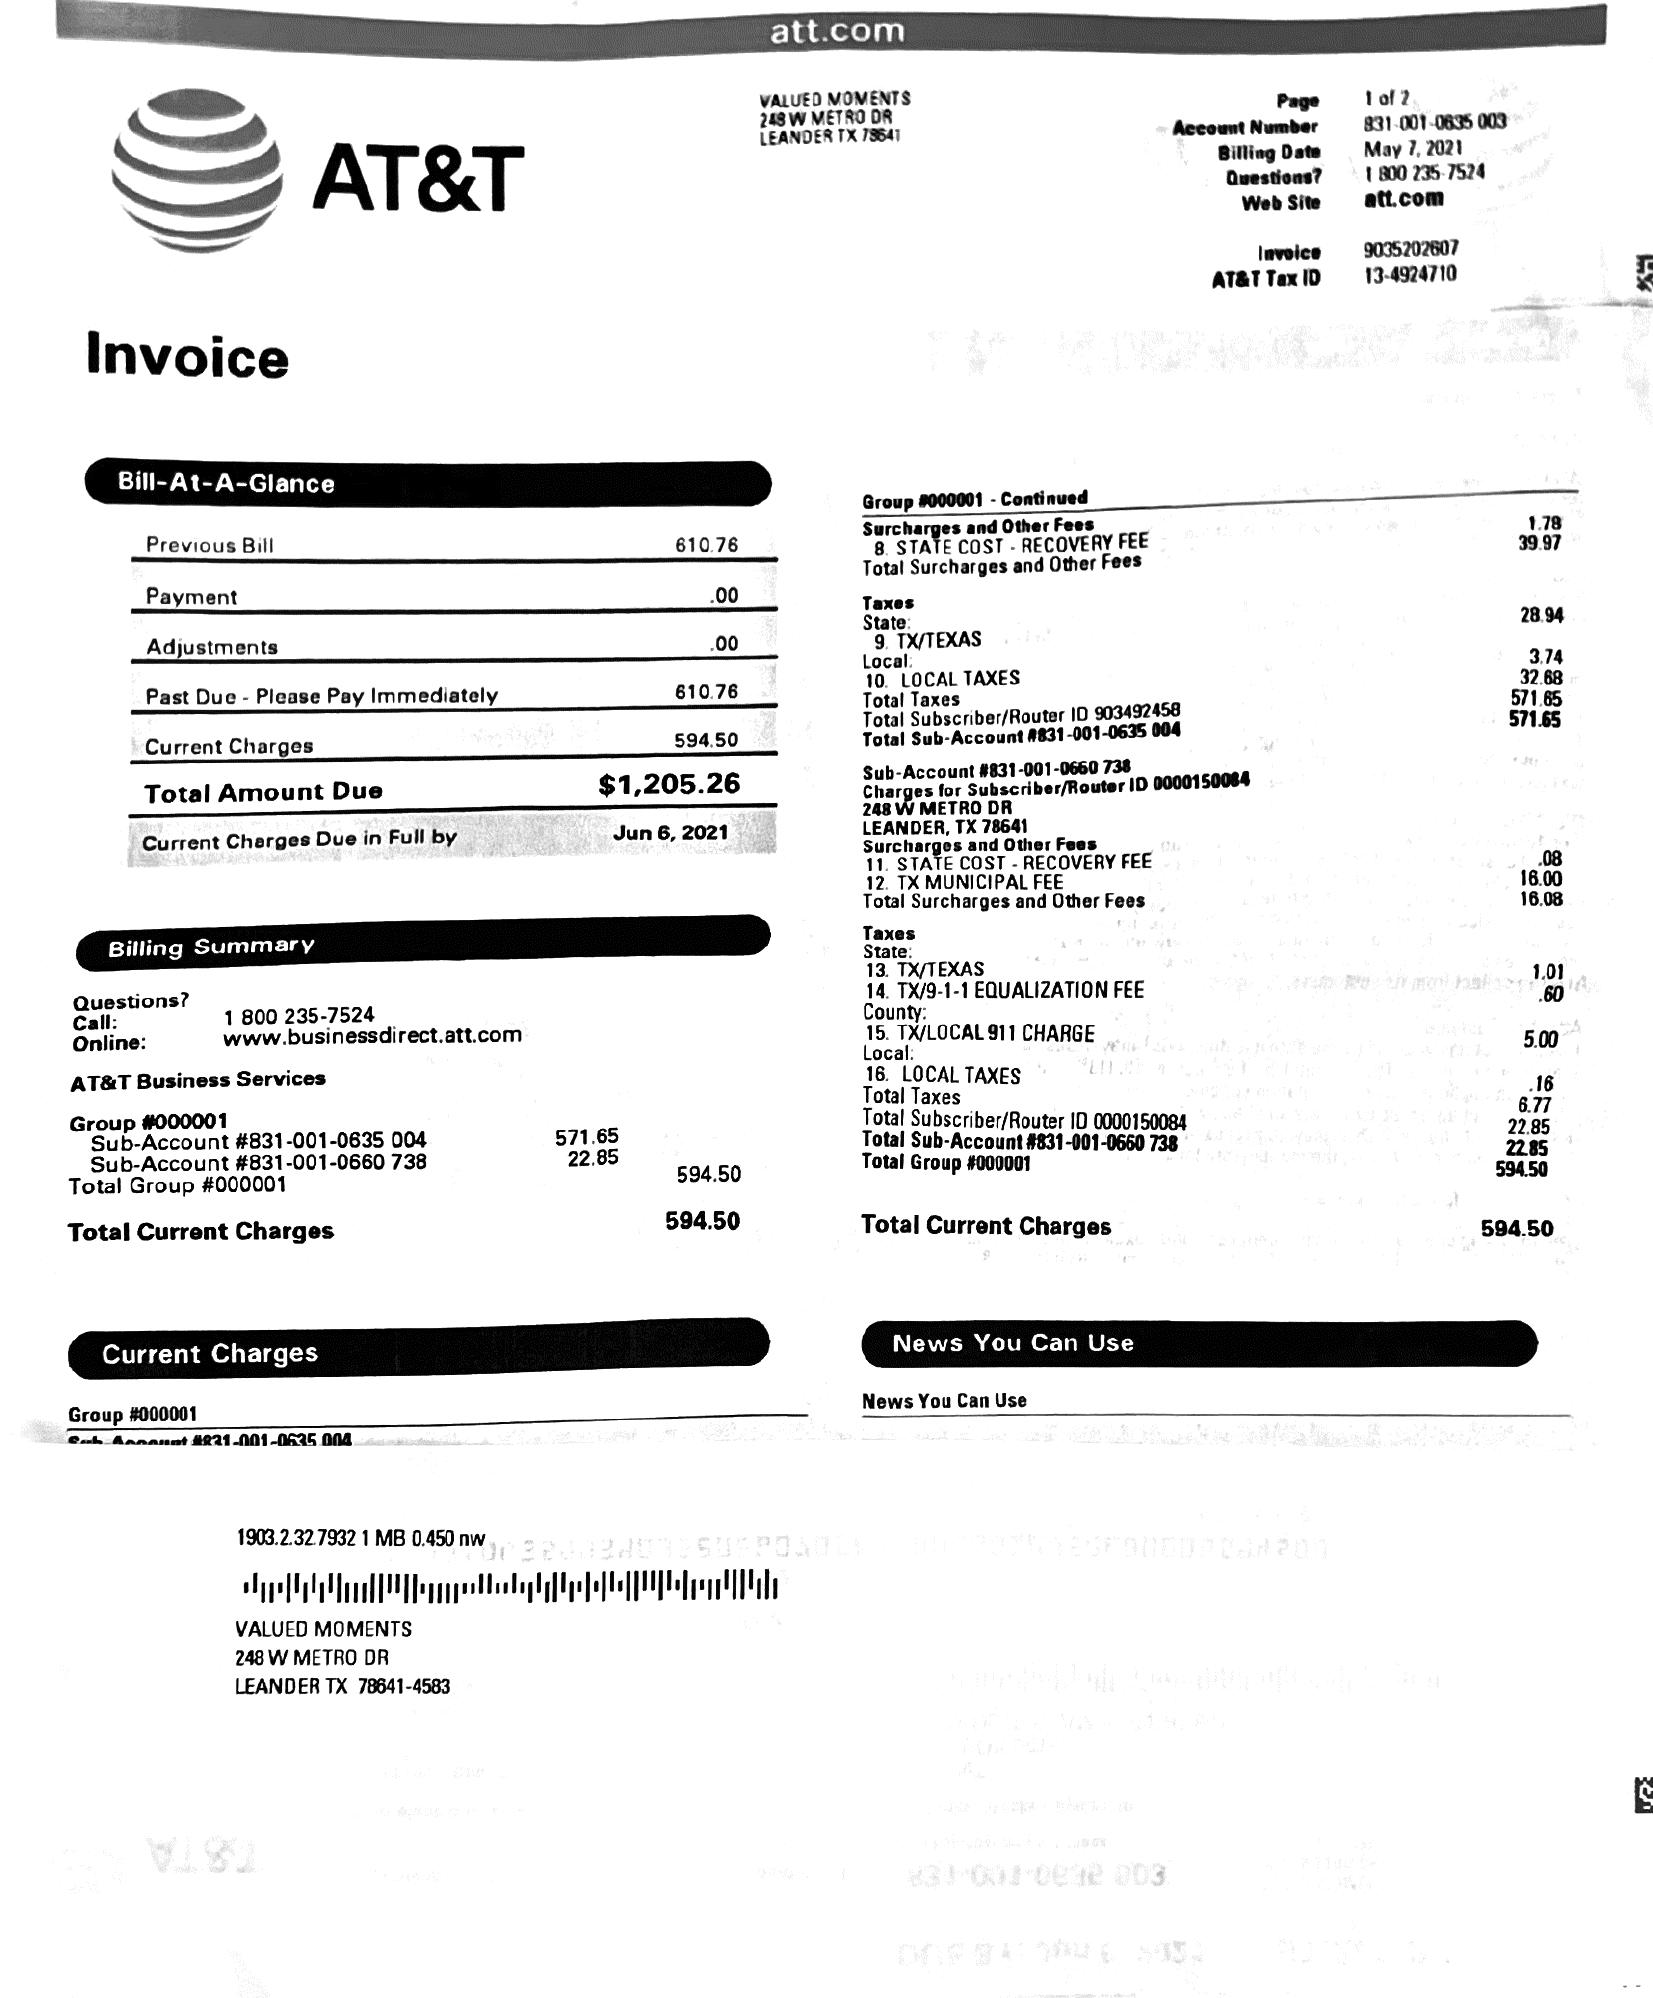 att.com
AT&T
VALUED MOMENTS
248 W METRO DR
LEANDER TX 78641
Page 1 of 2
Account Number 831-001-0635 003
Billing Date May 7, 2021
Questions? 1 800 235-7524
Web Site att.com
Invoice 9035202607
AT&T Tax ID 13-4924710
Invoice
Bill-At-A-Glance
Previous Bill 610.76
Payment .00
Adjustments .00
Past Due - Please Pay Immediately 610.76
Current Charges 594.50
Total Amount Due $1,205.26
Current Charges Due in Full by Jun 6, 2021
Billing Summary
Questions?
Call: 1 800 235-7524
Online: www.businessdirect.att.com
AT&T Business Services
Group #000001
Sub-Account #831-001-0635 004 571.65
Sub-Account #831-001-0660 738 22.85
Total Group #000001 594.50
Total Current Charges 594.50
Current Charges
Group #000001
Sub-Account #831-001-0635 004
Group #000001 - Continued
Surcharges and Other Fees
8. STATE COST - RECOVERY FEE 1.78
Total Surcharges and Other Fees 39.97
Taxes
State:
9. TX/TEXAS 28.94
Local:
10. LOCAL TAXES 3.74
Total Taxes 32.68
Total Subscriber/Router ID 903492458 571.65
Total Sub-Account #831-001-0635 004 571.65
Sub-Account #831-001-0660 738
Charges for Subscriber/Router ID 0000150084
248 W METRO DR
LEANDER, TX 78641
Surcharges and Other Fees
11. STATE COST - RECOVERY FEE .08
12. TX MUNICIPAL FEE 16.00
Total Surcharges and Other Fees 16.08
Taxes
State:
13. TX/TEXAS 1.01
14. TX/9-1-1 EQUALIZATION FEE .60
County:
15. TX/LOCAL 911 CHARGE 5.00
Local:
16. LOCAL TAXES .16
Total Taxes 6.77
Total Subscriber/Router ID 0000150084 22.85
Total Sub-Account #831-001-0660 738 22.85
Total Group #000001 594.50
Total Current Charges 594.50
News You Can Use
News You Can Use
1903.2.32.7932 1 MB 0.450 nw
VALUED MOMENTS
248 W METRO DR
LEANDER TX 78641-4583